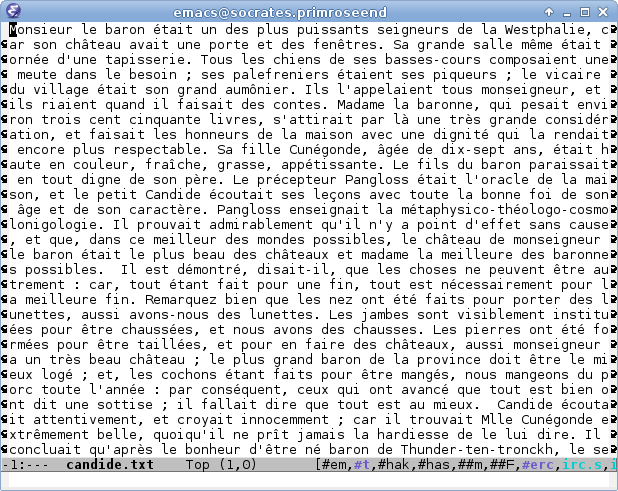 emacs@socrates.primroseend
Monsieur le baron était un des plus puissants seigneurs de la Westphalie, c
ar son château avait une porte et des fenêtres. Sa grande salle même était
ornée d'une tapisserie. Tous les chiens de ses basses-cours composaient une
meute dans le besoin ; ses palefreniers étaient ses piqueurs ; le vicaire
du village était son grand aumônier. Ils l'appelaient tous monseigneur, et
ils riaient quand il faisait des contes. Madame la baronne, qui pesait envi
ron trois cent cinquante livres, s'attirait par là une très grande considér
ation, et faisait les honneurs de la maison avec une dignité qui la rendait
encore plus respectable. Sa fille Cunégonde, âgée de dix-sept ans, était h
aute en couleur, fraîche, grasse, appétissante. Le fils du baron paraissait
en tout digne de son père. Le précepteur Pangloss était l'oracle de la mai
son, et le petit Candide écoutait ses leçons avec toute la bonne foi de son
âge et de son caractère. Pangloss enseignait la métaphysico-théologo-cosmo
lonigologie. Il prouvait admirablement qu'il n'y a point d'effet sans cause
, et que, dans ce meilleur des mondes possibles, le château de monseigneur
le baron était le plus beau des châteaux et madame la meilleure des baronne
s possibles.  Il est démontré, disait-il, que les choses ne peuvent être au
trement : car, tout étant fait pour une fin, tout est nécessairement pour l
a meilleure fin. Remarquez bien que les nez ont été faits pour porter des l
unettes, aussi avons-nous des lunettes. Les jambes sont visiblement institu
ées pour être chaussées, et nous avons des chausses. Les pierres ont été fo
rmées pour être taillées, et pour en faire des châteaux, aussi monseigneur
a un très beau château ; le plus grand baron de la province doit être le mi
eux logé ; et, les cochons étant faits pour être mangés, nous mangeons du p
orc toute l'année : par conséquent, ceux qui ont avancé que tout est bien o
nt dit une sottise ; il fallait dire que tout est au mieux.  Candide écouta
it attentivement, et croyait innocemment ; car il trouvait Mlle Cunégonde e
xtrêmement belle, quoiqu'il ne prît jamais la hardiesse de le lui dire. Il
concluait qu'après le bonheur d'être né baron de Thunder-ten-tronckh, le se
-1:---  candide.txt    Top (1,0)       [#em,#t,#hak,#has,##m,##F,#erc,irc.s,i